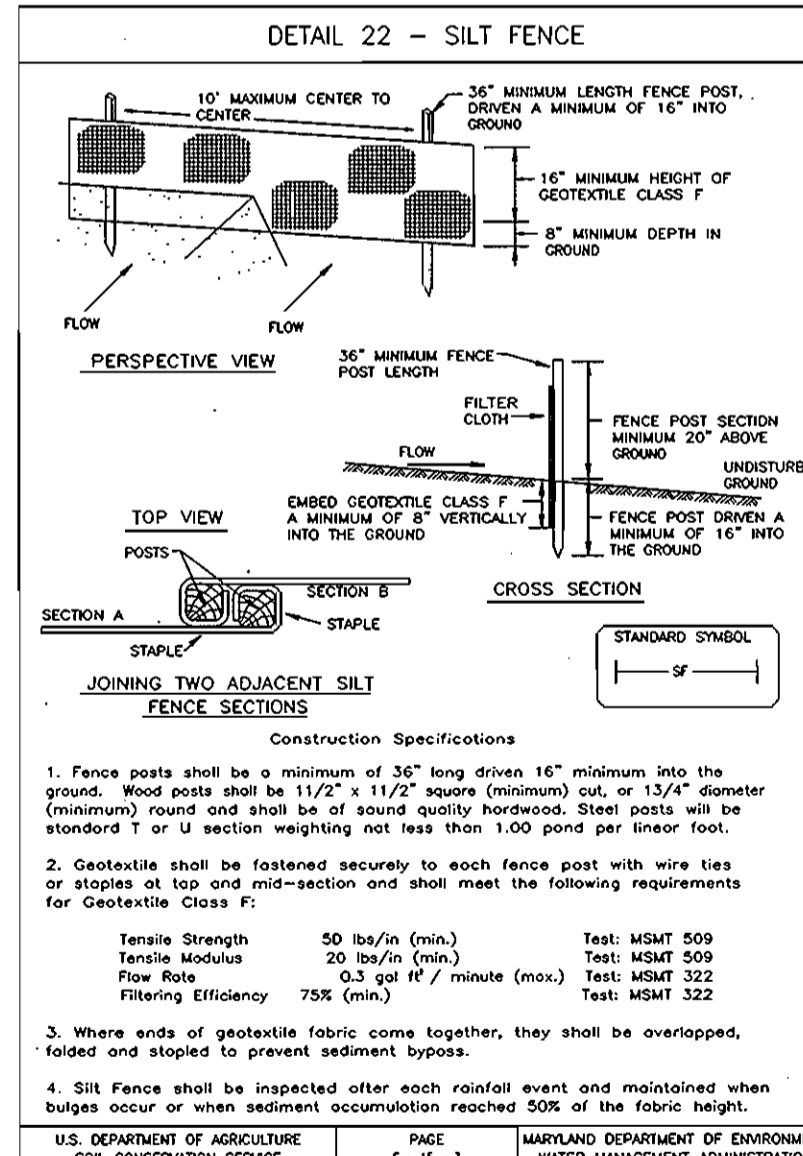 DETAIL 22 – SILT FENCE
10' MAXIMUM CENTER TO
CENTER
36" MINIMUM LENGTH FENCE POST,
DRIVEN A MINIMUM OF 16" INTO
GROUND
16" MINIMUM HEIGHT OF
GEOTEXTILE CLASS F
8" MINIMUM DEPTH IN
GROUND
FLOW
FLOW
PERSPECTIVE VIEW
36" MINIMUM FENCE
POST LENGTH
FILTER
CLOTH
FENCE POST SECTION
MINIMUM 20" ABOVE
GROUND
FLOW
UNDISTURB
GROUND
EMBED GEOTEXTILE CLASS F
A MINIMUM OF 8" VERTICALLY
INTO THE GROUND
FENCE POST DRIVEN A
MINIMUM OF 16" INTO
THE GROUND
CROSS SECTION
TOP VIEW
POSTS
SECTION B
SECTION A
STAPLE
STAPLE
JOINING TWO ADJACENT SILT
FENCE SECTIONS
STANDARD SYMBOL
SF
Construction Specifications
1. Fence posts shall be a minimum of 36" long driven 16" minimum into the
ground. Wood posts shall be 11/2" x 11/2" square (minimum) cut, or 13/4" diameter
(minimum) round and shall be of sound quality hardwood. Steel posts will be
standard T or U section weighting not less than 1.00 pond per linear foot.
2. Geotextile shall be fastened securely to each fence post with wire ties
or staples at top and mid-section and shall meet the following requirements
for Geotextile Class F:
Tensile Strength 50 lbs/in (min.) Test: MSMT 509
Tensile Modulus 20 lbs/in (min.) Test: MSMT 509
Flow Rate 0.3 gal ft² / minute (max.) Test: MSMT 322
Filtering Efficiency 75% (min.) Test: MSMT 322
3. Where ends of geotextile fabric come together, they shall be overlapped,
folded and stapled to prevent sediment bypass.
4. Silt Fence shall be inspected after each rainfall event and maintained when
bulges occur or when sediment accumulation reached 50% of the fabric height.
U.S. DEPARTMENT OF AGRICULTURE
SOIL CONSERVATION SERVICE
PAGE
MARYLAND DEPARTMENT OF ENVIRONME
WATER MANAGEMENT ADMINISTRATIO